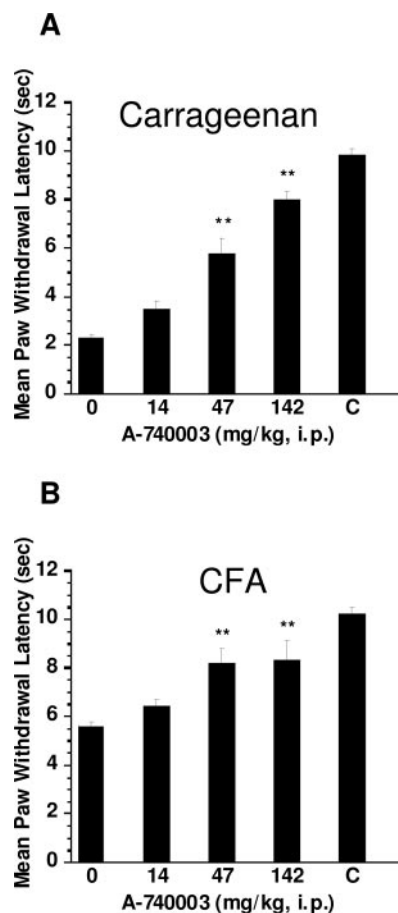 A
Mean Paw Withdrawal Latency (sec)
12
10
8
6
4
2
0
Carrageenan
**
**
0 14 47 142 C
A-740003 (mg/kg, i.p.)
B
Mean Paw Withdrawal Latency (sec)
12
10
8
6
4
2
0
CFA
**
**
0 14 47 142 C
A-740003 (mg/kg, i.p.)